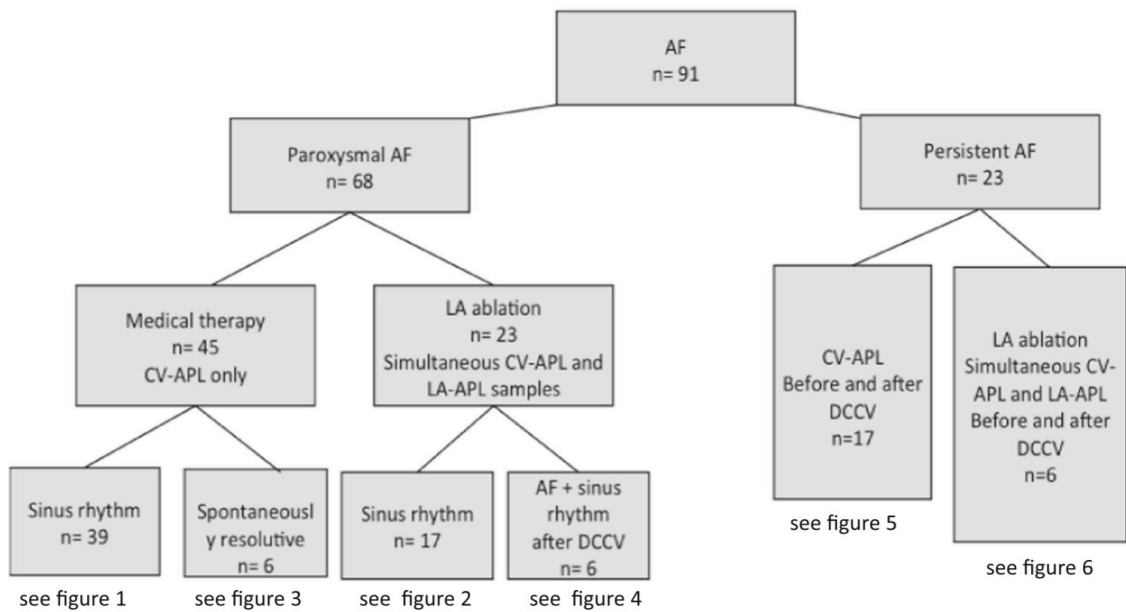 AF
n= 91
Paroxysmal AF
n= 68
Persistent AF
n= 23
Medical therapy
n= 45
CV-APL only
LA ablation
n= 23
Simultaneous CV-APL and
LA-APL samples
CV-APL
Before and after
DCCV
n=17
LA ablation
Simultaneous CV-
APL and LA-APL
Before and after
DCCV
n=6
Sinus rhythm
n= 39
Spontaneousl
y resolutive
n= 6
Sinus rhythm
n= 17
AF + sinus
rhythm
after DCCV
n= 6
see figure 1
see figure 3
see figure 2
see figure 4
see figure 5
see figure 6